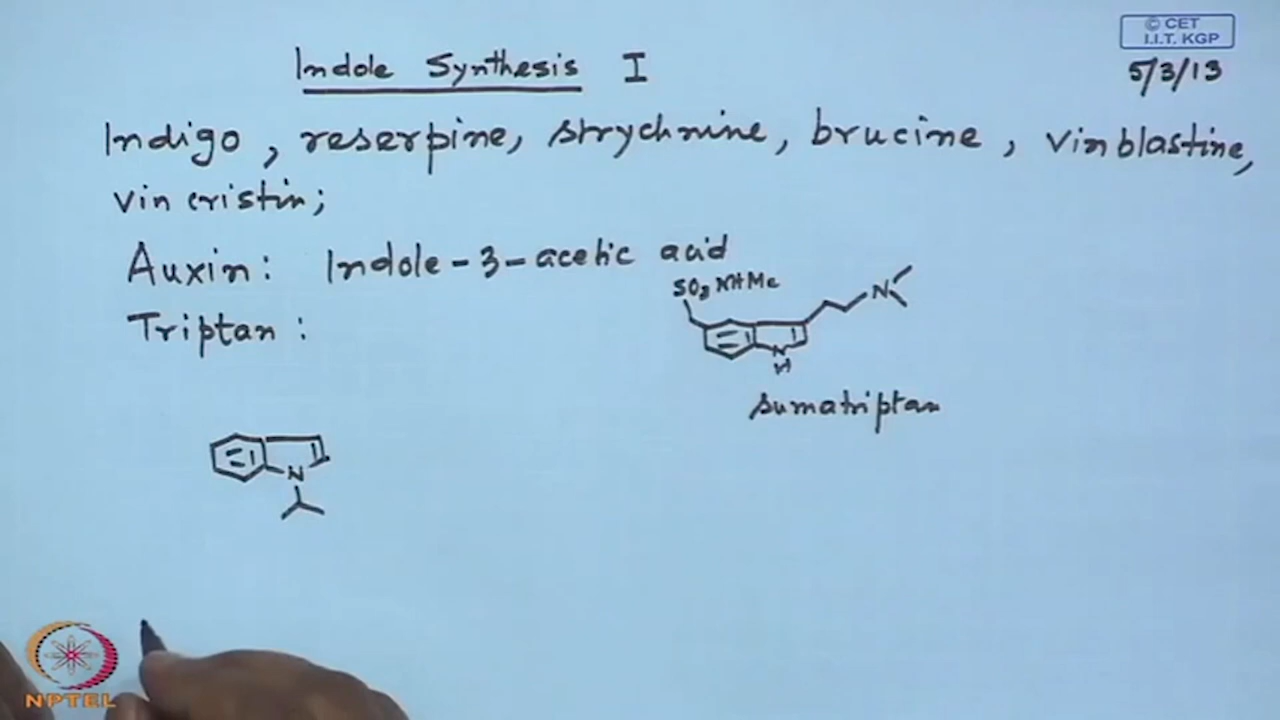 © CET
I.I.T. KGP
Indole Synthesis I
5/3/13
Indigo, reserpine, strychnine, brucine, vinblastine,
vincristin;
Auxin: Indole-3-acetic acid
SO2NHMe
Triptan:
N
N
H
sumatriptan
N
NPTEL